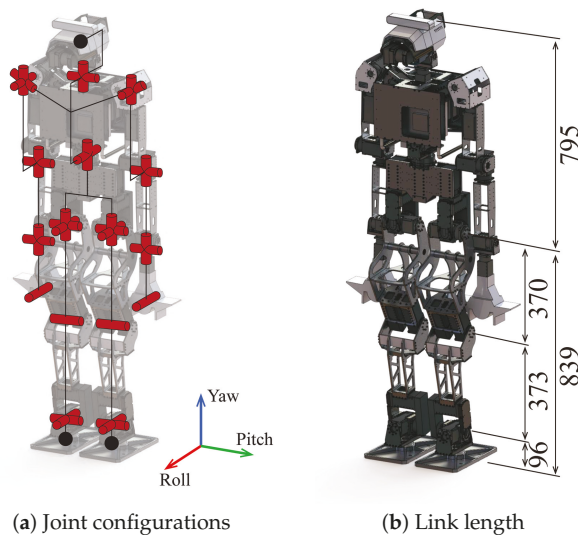 Yaw
Pitch
Roll
795
370
839
373
96
(a) Joint configurations
(b) Link length